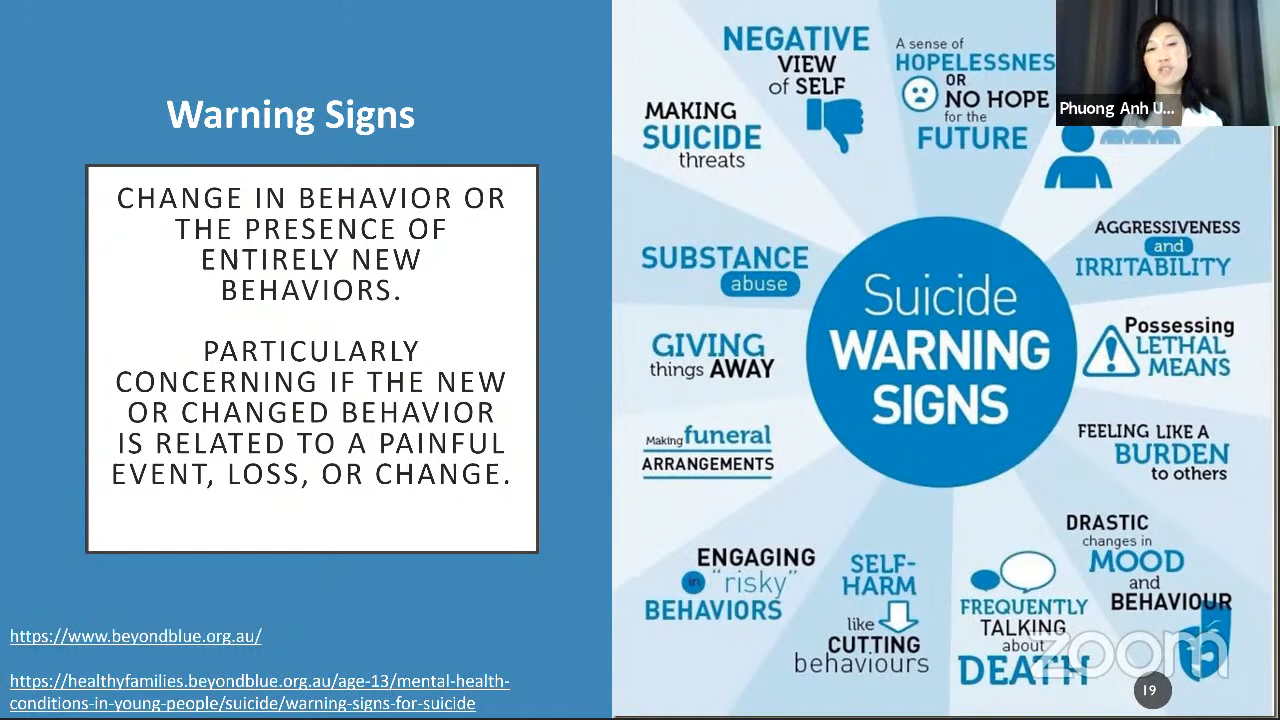 Warning Signs
CHANGE IN BEHAVIOR OR
THE PRESENCE OF
ENTIRELY NEW
BEHAVIORS.
PARTICULARLY
CONCERNING IF THE NEW
OR CHANGED BEHAVIOR
IS RELATED TO A PAINFUL
EVENT, LOSS, OR CHANGE.
https://www.beyondblue.org.au/
https://healthyfamilies.beyondblue.org.au/age-13/mental-health-
conditions-in-young-people/suicide/warning-signs-for-suicide
NEGATIVE
VIEW
of SELF
A sense of
HOPELESSNES
OR
NO HOPE
for the
FUTURE
Phuong Anh U...
MAKING
SUICIDE
threats
AGGRESSIVENESS
and
IRRITABILITY
SUBSTANCE
abuse
Suicide
WARNING
SIGNS
Possessing
LETHAL
MEANS
GIVING
things AWAY
Making funeral
ARRANGEMENTS
FEELING LIKE A
BURDEN
to others
DRASTIC
changes in
MOOD
and
BEHAVIOUR
ENGAGING
in "risky"
BEHAVIORS
SELF-
HARM
like
CUTTING
behaviours
FREQUENTLY
TALKING
about
DEATH
zoom
19